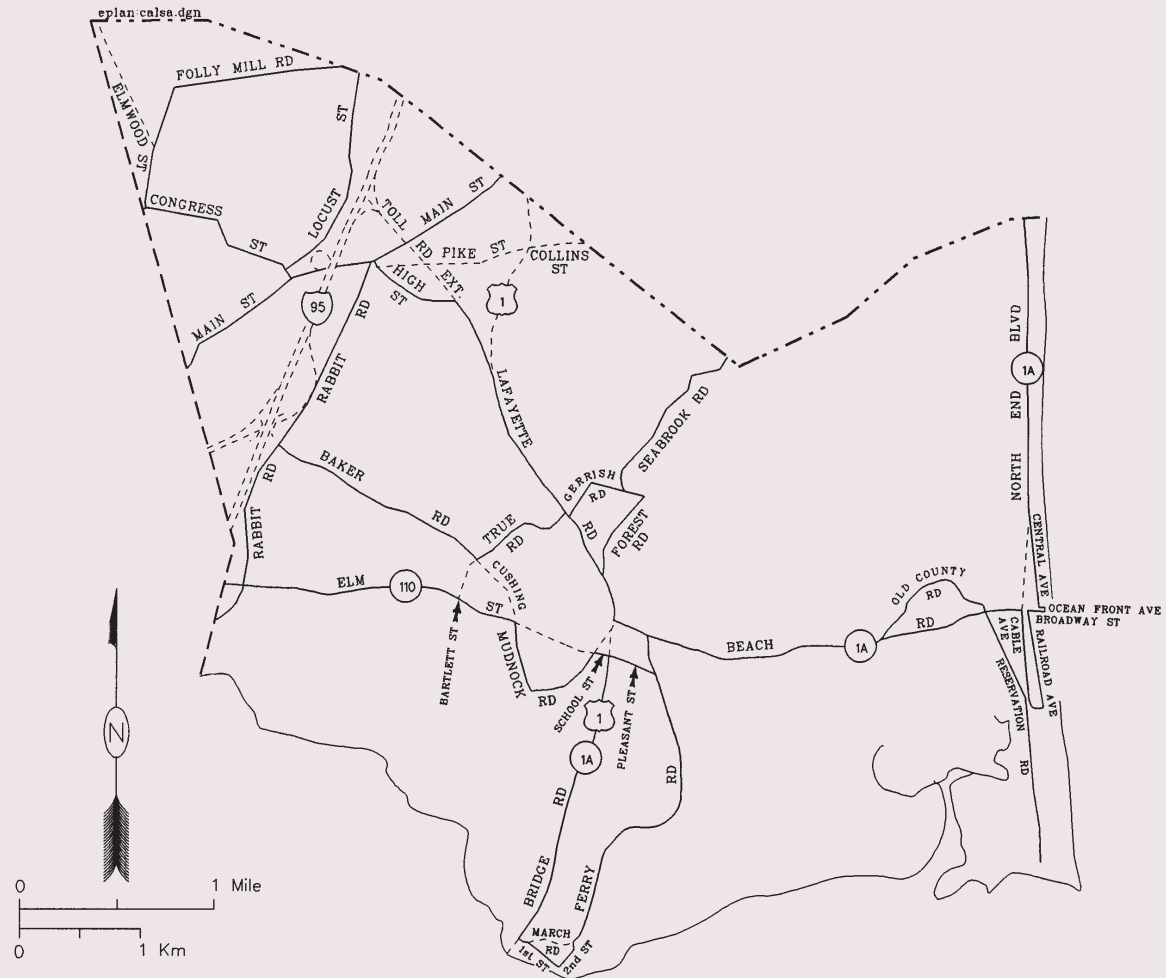 eplan:calsa.dgn
FOLLY MILL RD
ELMWOOD ST
CONGRESS ST
LOCUST ST
MAIN ST
TOLL RD EXT.
PIKE ST
COLLINS ST
HIGH ST
MAIN ST
95
1
RABBIT RD
LAFAYETTE RD
SEABROOK RD
NORTH END BLVD
1A
BAKER RD
RABBIT RD
GERRISH RD
TRUE RD
FOREST RD
CENTRAL AVE
CUSHING
ELM ST
110
OLD COUNTY RD
OCEAN FRONT AVE
BROADWAY ST
CABLE AVE
BEACH RD
1A
BARTLETT ST
MUDNOCK RD
SCHOOL ST
PLEASANT ST
RESERVATION RD
RAILROAD AVE
1
1A
N
BRIDGE RD
FERRY RD
MARCH RD
1st ST
2nd ST
0 1 Mile
0 1 Km